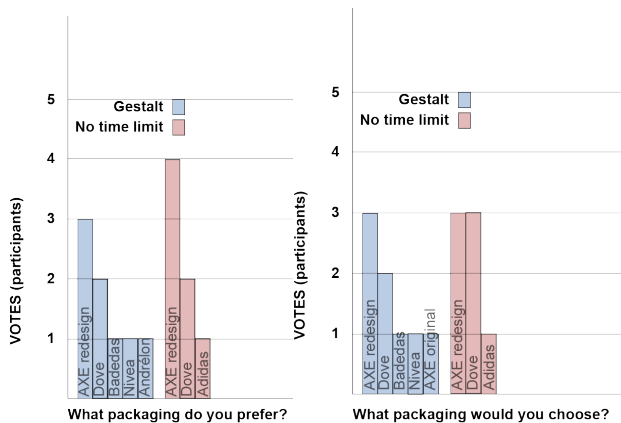 5
Gestalt
No time limit
4
3
2
1
VOTES (participants)
AXE redesign
Dove
Badedas
Nivea
Andrélon
AXE redesign
Dove
Adidas
What packaging do you prefer?
5
Gestalt
No time limit
4
3
2
1
VOTES (participants)
AXE redesign
Dove
Badedas
Nivea
AXE original
AXE redesign
Dove
Adidas
What packaging would you choose?